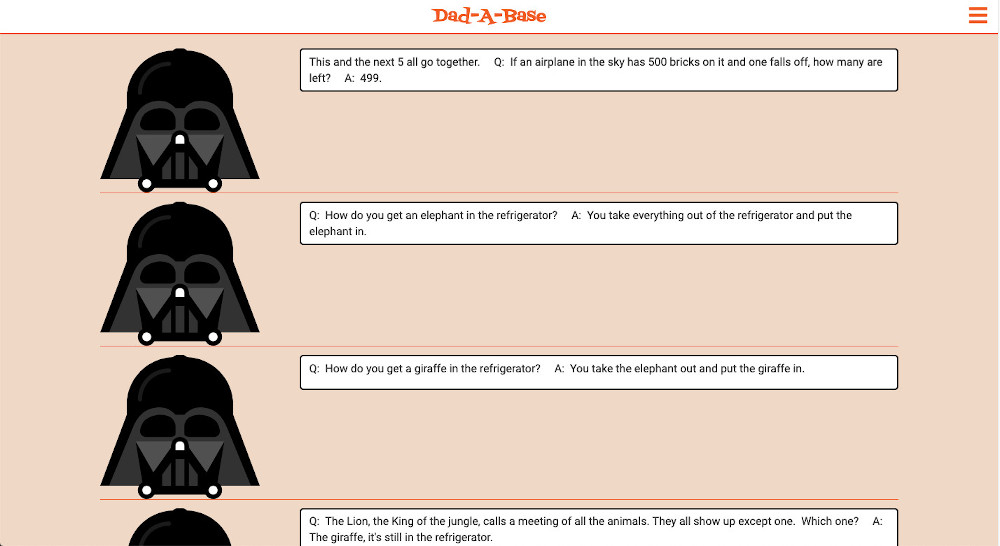 Dad-A-Base
This and the next 5 all go together. Q: If an airplane in the sky has 500 bricks on it and one falls off, how many are
left? A: 499.
Q: How do you get an elephant in the refrigerator? A: You take everything out of the refrigerator and put the
elephant in.
Q: How do you get a giraffe in the refrigerator? A: You take the elephant out and put the giraffe in.
Q: The Lion, the King of the jungle, calls a meeting of all the animals. They all show up except one. Which one? A:
The giraffe, it's still in the refrigerator.